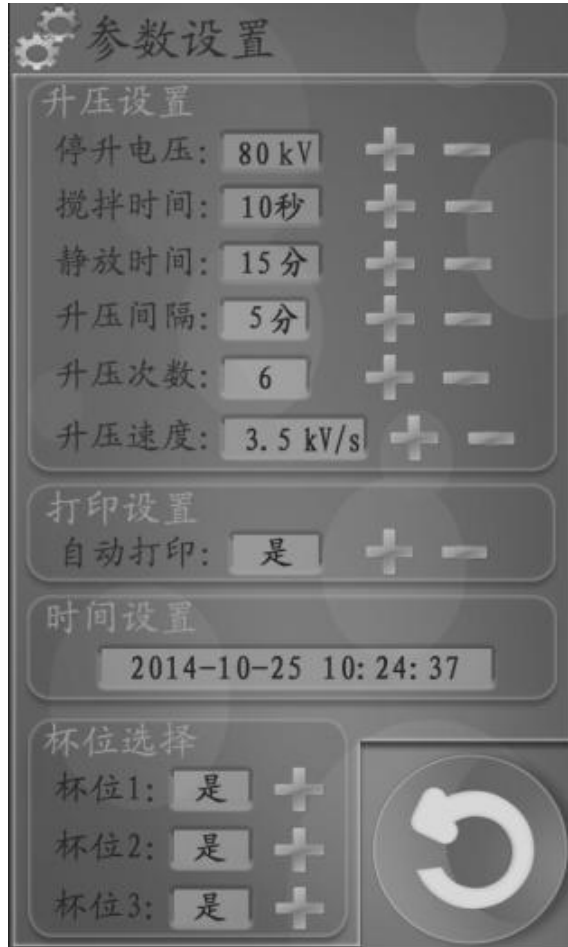 参数设置
升压设置
停升电压: 80 kV
搅拌时间: 10秒
静放时间: 15 分
升压间隔: 5分
升压次数: 6
升压速度: 3.5 kV/s
打印设置
自动打印: 是
时间设置
2014-10-25 10:24:37
杯位选择
杯位1: 是
杯位2: 是
杯位3: 是